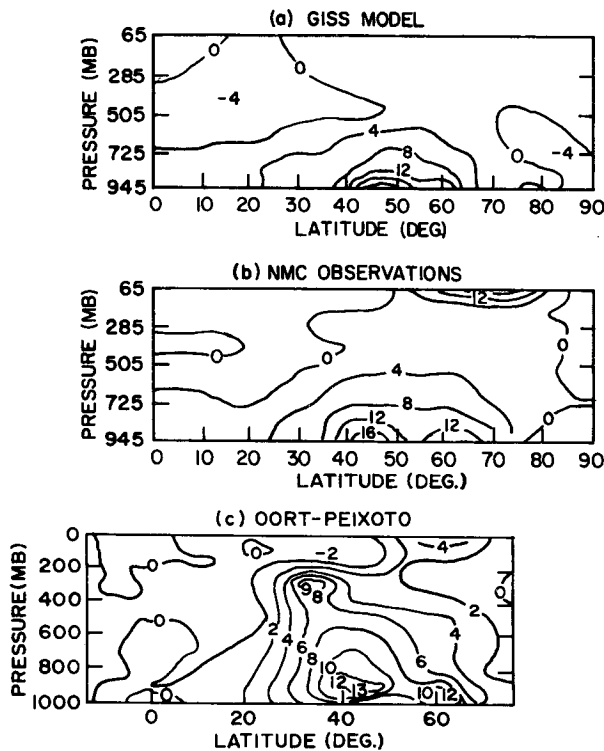 (a) GISS MODEL
PRESSURE (MB)
65
285
505
725
945
0 0 -4 4 8 12 0 -4
0 10 20 30 40 50 60 70 80 90
LATITUDE (DEG)
(b) NMC OBSERVATIONS
PRESSURE (MB)
65
285
505
725
945
12 0 0 0 4 8 12 16 12 0
0 10 20 30 40 50 60 70 80 90
LATITUDE (DEG.)
(c) OORT-PEIXOTO
PRESSURE(MB)
0
200
400
600
800
1000
0 0 -2 4 9 8 0 2 0 2 4 6 8 10 12 13 4 6 10 12 0
0 20 40 60
LATITUDE (DEG.)